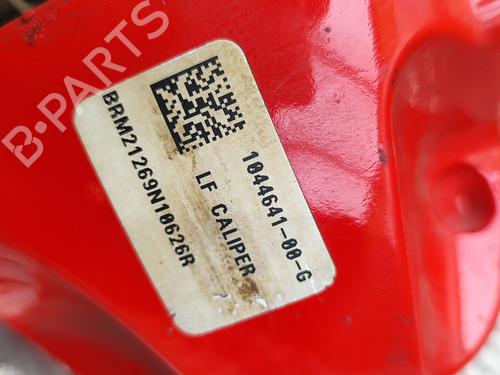 B-PARTS
1044641-00-G
LF CALIPER
BRM21269N10626R